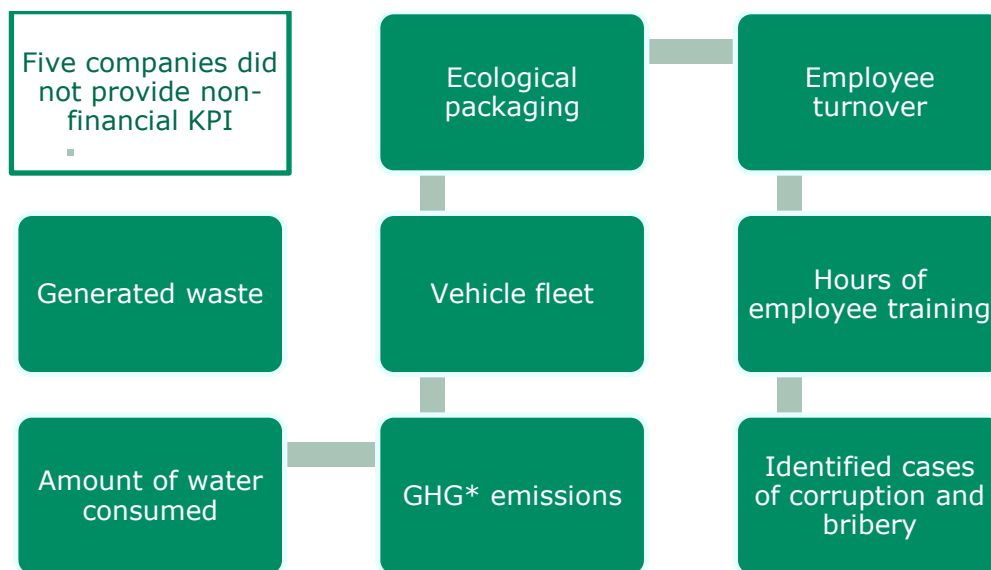 Five companies did
not provide non-
financial KPI
Ecological
packaging
Employee
turnover
Generated waste
Vehicle fleet
Hours of
employee training
Amount of water
consumed
GHG* emissions
Identified cases
of corruption and
bribery